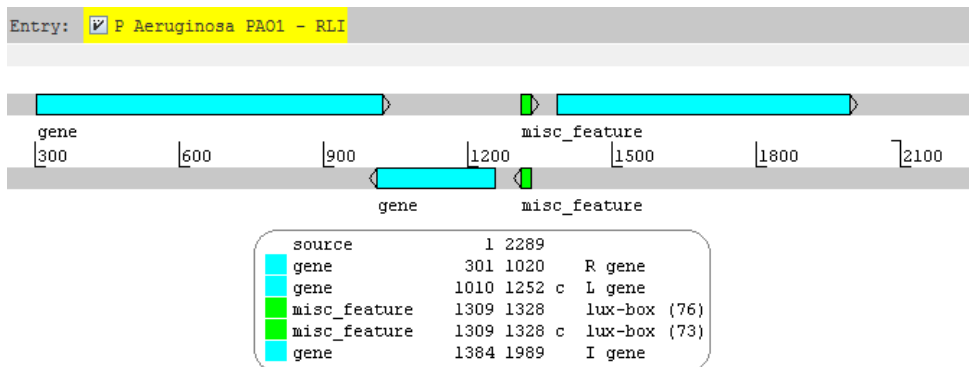 Entry: P Aeruginosa PAO1 - RLI
gene misc_feature
300 600 900 1200 1500 1800 2100
gene misc_feature
source 1 2289
gene 301 1020 R gene
gene 1010 1252 c L gene
misc_feature 1309 1328 lux-box (76)
misc_feature 1309 1328 c lux-box (73)
gene 1384 1989 I gene